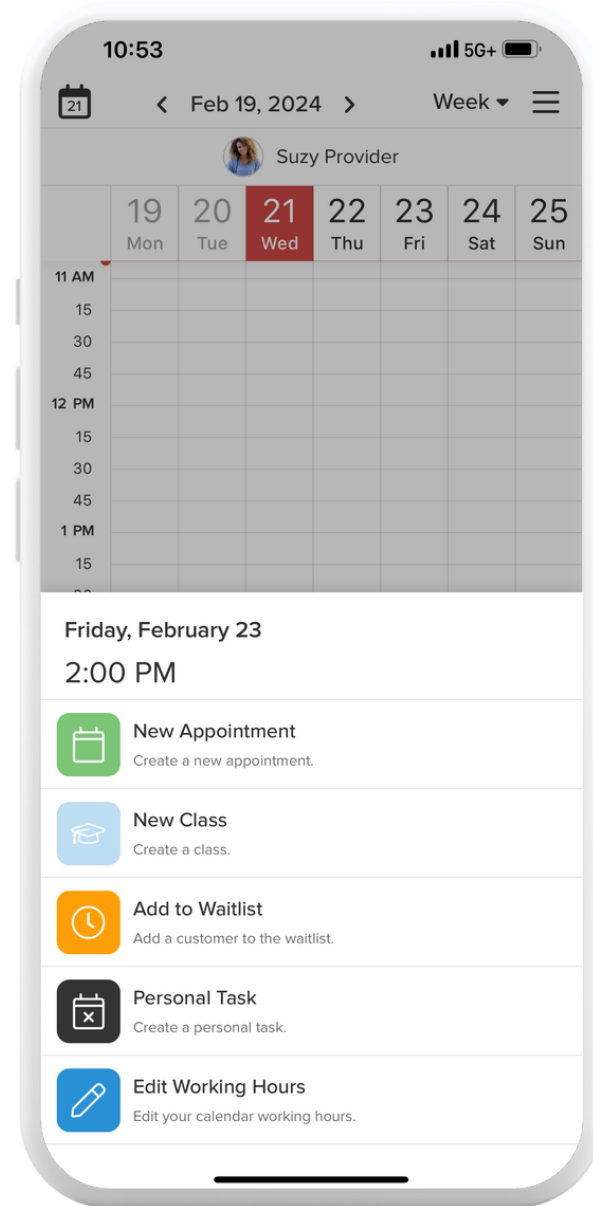 10:53
5G+
21
Feb 19, 2024
Week
Suzy Provider
19 20 21 22 23 24 25
Mon Tue Wed Thu Fri Sat Sun
11 AM
15
30
45
12 PM
15
30
45
1 PM
15
Friday, February 23
2:00 PM
New Appointment
Create a new appointment.
New Class
Create a class.
Add to Waitlist
Add a customer to the waitlist.
Personal Task
Create a personal task.
Edit Working Hours
Edit your calendar working hours.